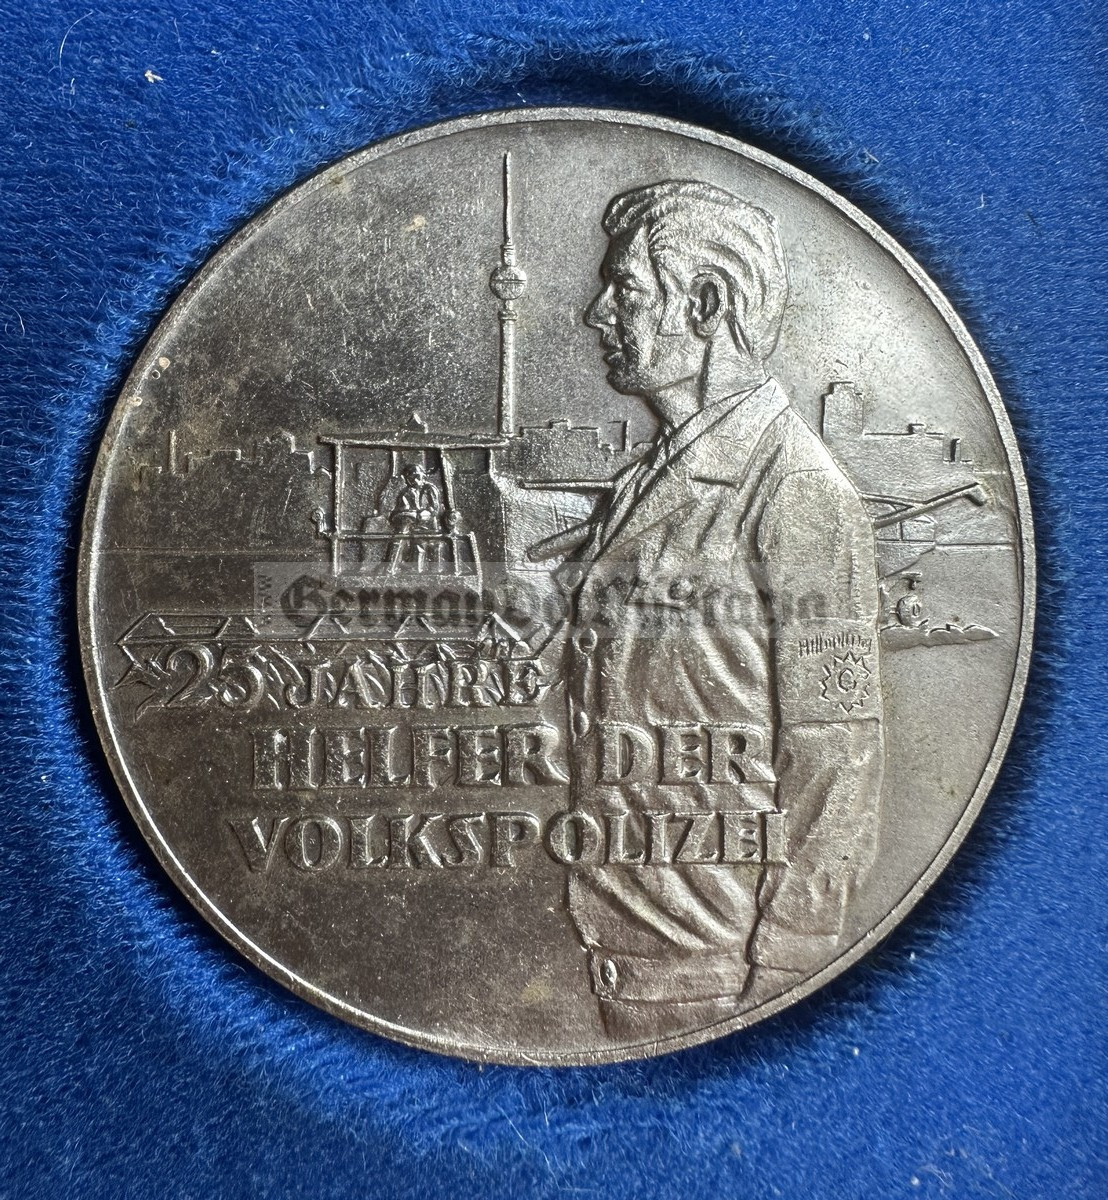 25 JAHRE
HELFER DER
VOLKSPOLIZEI